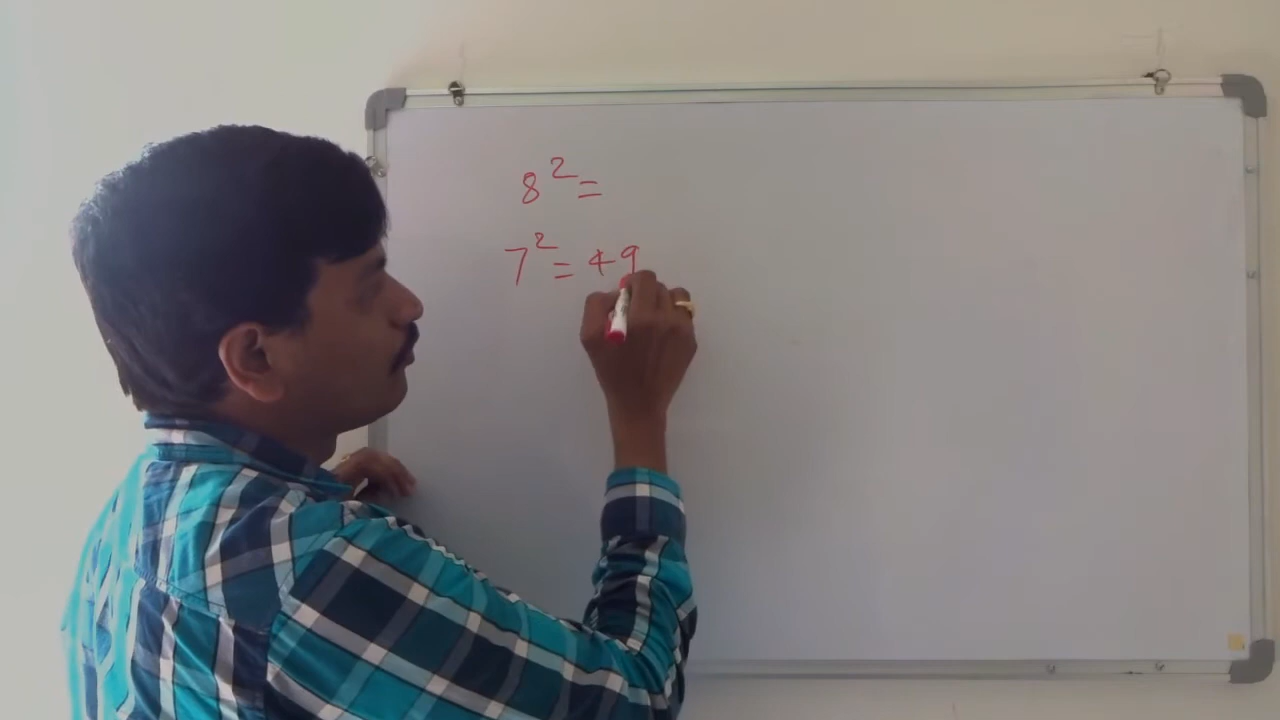 8² =
7² = 49